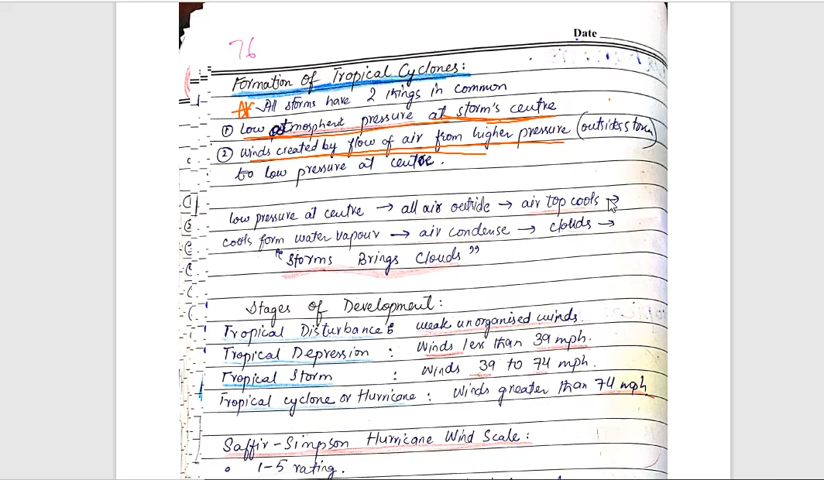 Date
76
Formation of Tropical Cyclones:
All storms have 2 things in common
① Low atmospheric pressure at storm's centre
② Winds created by flow of air from higher pressure (outside storm)
to low pressure at centre.
low pressure at centre → all air outside → air top cools →
cools form water vapour → air condense → clouds →
"Storms Brings Clouds"
Stages of Development:
Tropical Disturbance: weak unorganised winds.
Tropical Depression: Winds less than 39 mph.
Tropical Storm : Winds 39 to 74 mph.
Tropical cyclone or Hurricane: Winds greater than 74 mph
Saffir-Simpson Hurricane Wind Scale:
• 1-5 rating.